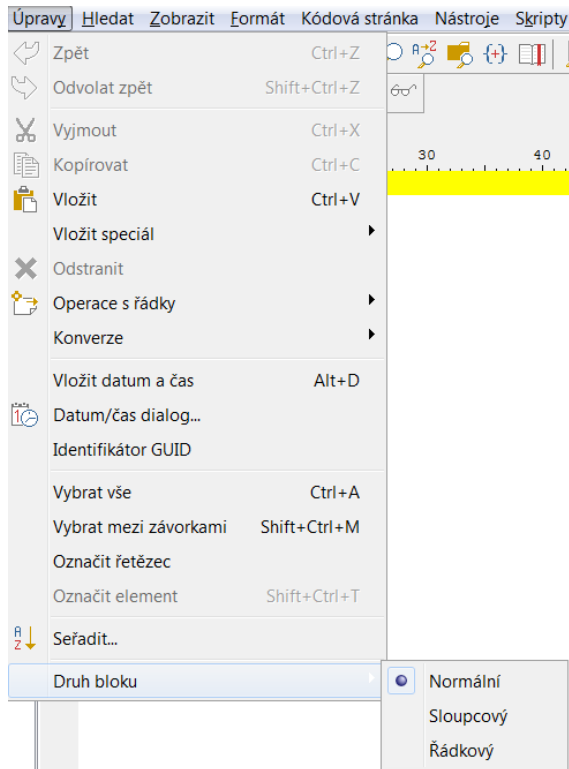 Úpravy Hledat Zobrazit Formát Kódová stránka Nástroje Skripty
Zpět Ctrl+Z
Odvolat zpět Shift+Ctrl+Z
30 40
Vyjmout Ctrl+X
Kopírovat Ctrl+C
Vložit Ctrl+V
Vložit speciál
Odstranit
Operace s řádky
Konverze
Vložit datum a čas Alt+D
Datum/čas dialog...
Identifikátor GUID
Vybrat vše Ctrl+A
Vybrat mezi závorkami Shift+Ctrl+M
Označit řetězec
Označit element Shift+Ctrl+T
Seřadit...
Druh bloku
Normální
Sloupcový
Řádkový